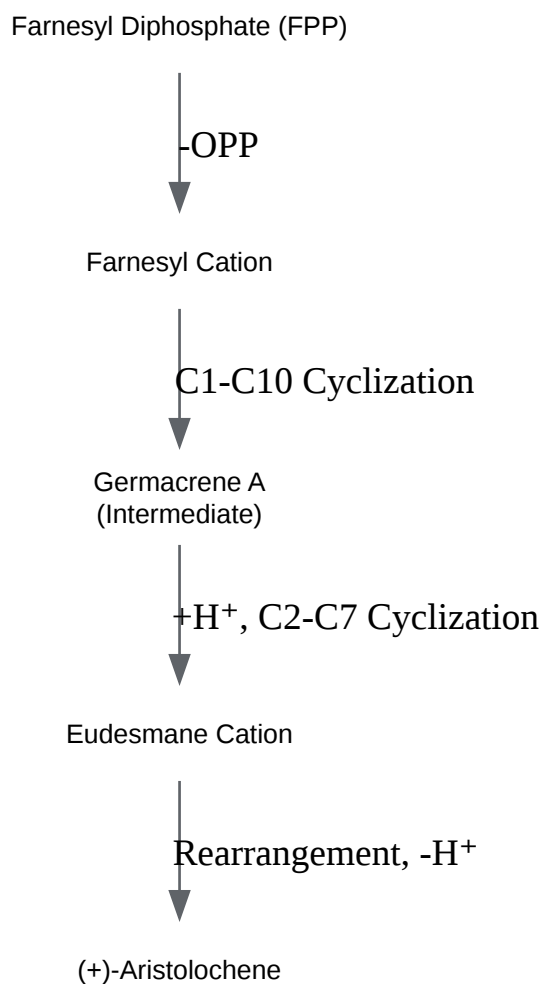 Farnesyl Diphosphate (FPP)
-OPP
Farnesyl Cation
C1-C10 Cyclization
Germacrene A
(Intermediate)
+H⁺, C2-C7 Cyclization
Eudesmane Cation
Rearrangement, -H⁺
(+)-Aristolochene